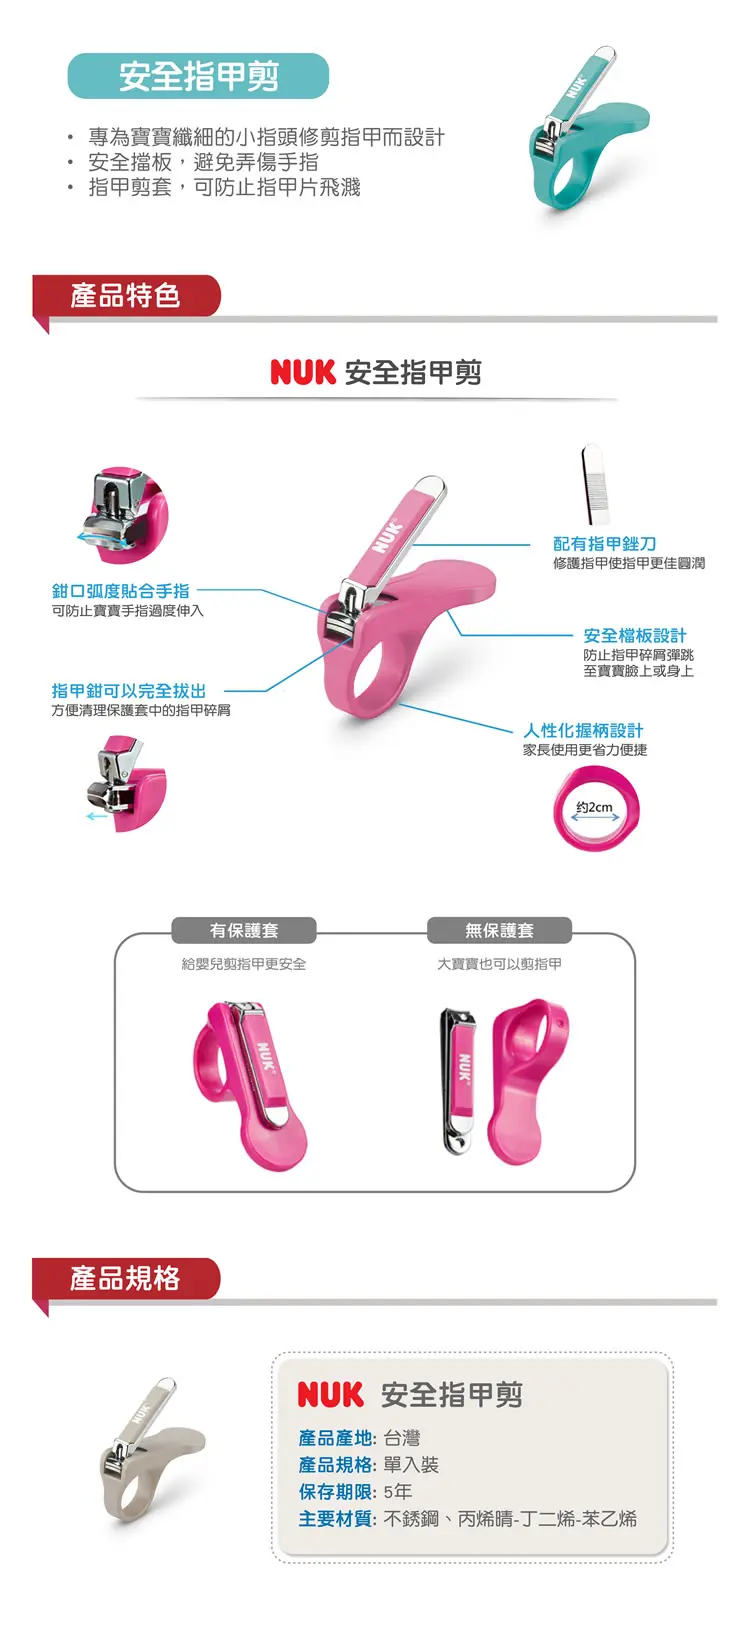 安全指甲剪
• 專為寶寶纖細的小指頭修剪指甲而設計
• 安全擋板，避免弄傷手指
• 指甲剪套，可防止指甲片飛濺
NUK
產品特色
NUK 安全指甲剪
NUK
配有指甲銼刀
修護指甲使指甲更佳圓潤
鉗口弧度貼合手指
可防止寶寶手指過度伸入
安全檔板設計
防止指甲碎屑彈跳
至寶寶臉上或身上
指甲鉗可以完全拔出
方便清理保護套中的指甲碎屑
人性化握柄設計
家長使用更省力便捷
约2cm
有保護套
給嬰兒剪指甲更安全
無保護套
大寶寶也可以剪指甲
NUK
NUK
產品規格
NUK
NUK 安全指甲剪
產品產地: 台灣
產品規格: 單入裝
保存期限: 5年
主要材質: 不銹鋼、丙烯晴-丁二烯-苯乙烯